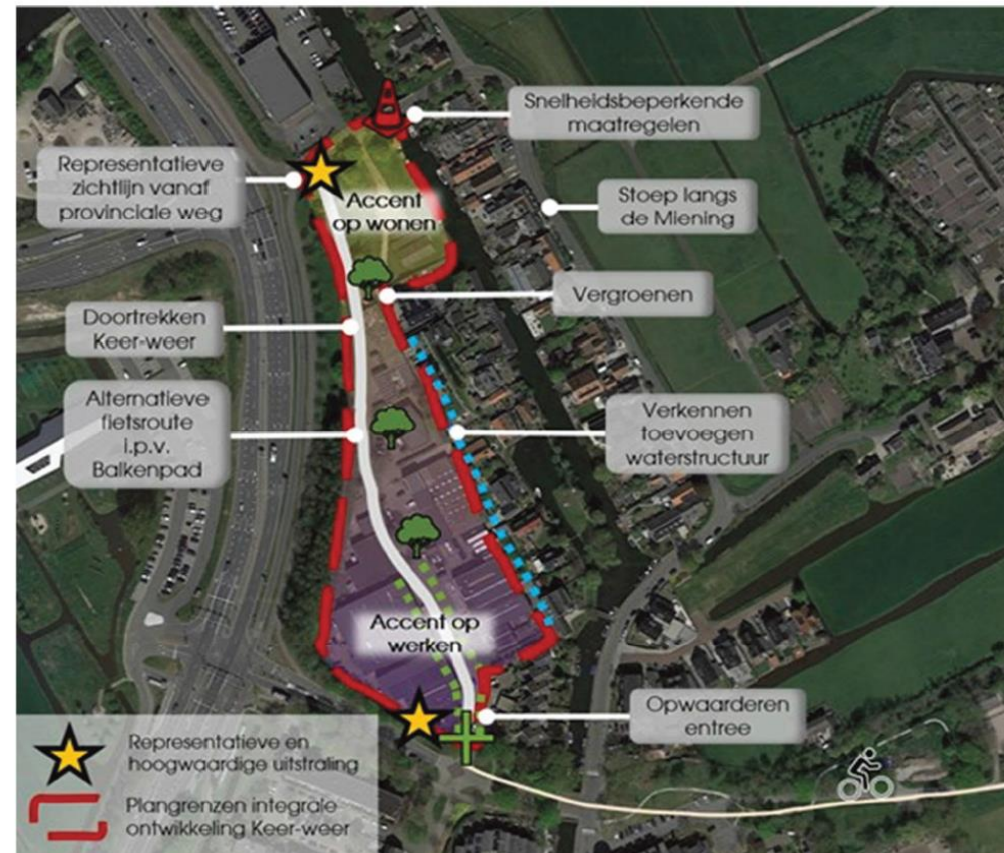 Snelheidsbeperkende
maatregelen
Representatieve
zichtlijn vanaf
provinciale weg
Accent
op wonen
Stoep langs
de Miening
Vergroenen
Doortrekken
Keer-weer
Alternatieve
fietsroute
i.p.v.
Balkenpad
Verkennen
toevoegen
waterstructuur
Accent op
werken
Opwaarderen
entree
Representatieve en
hoogwaardige uitstraling
Plangrenzen integrale
ontwikkeling Keer-weer